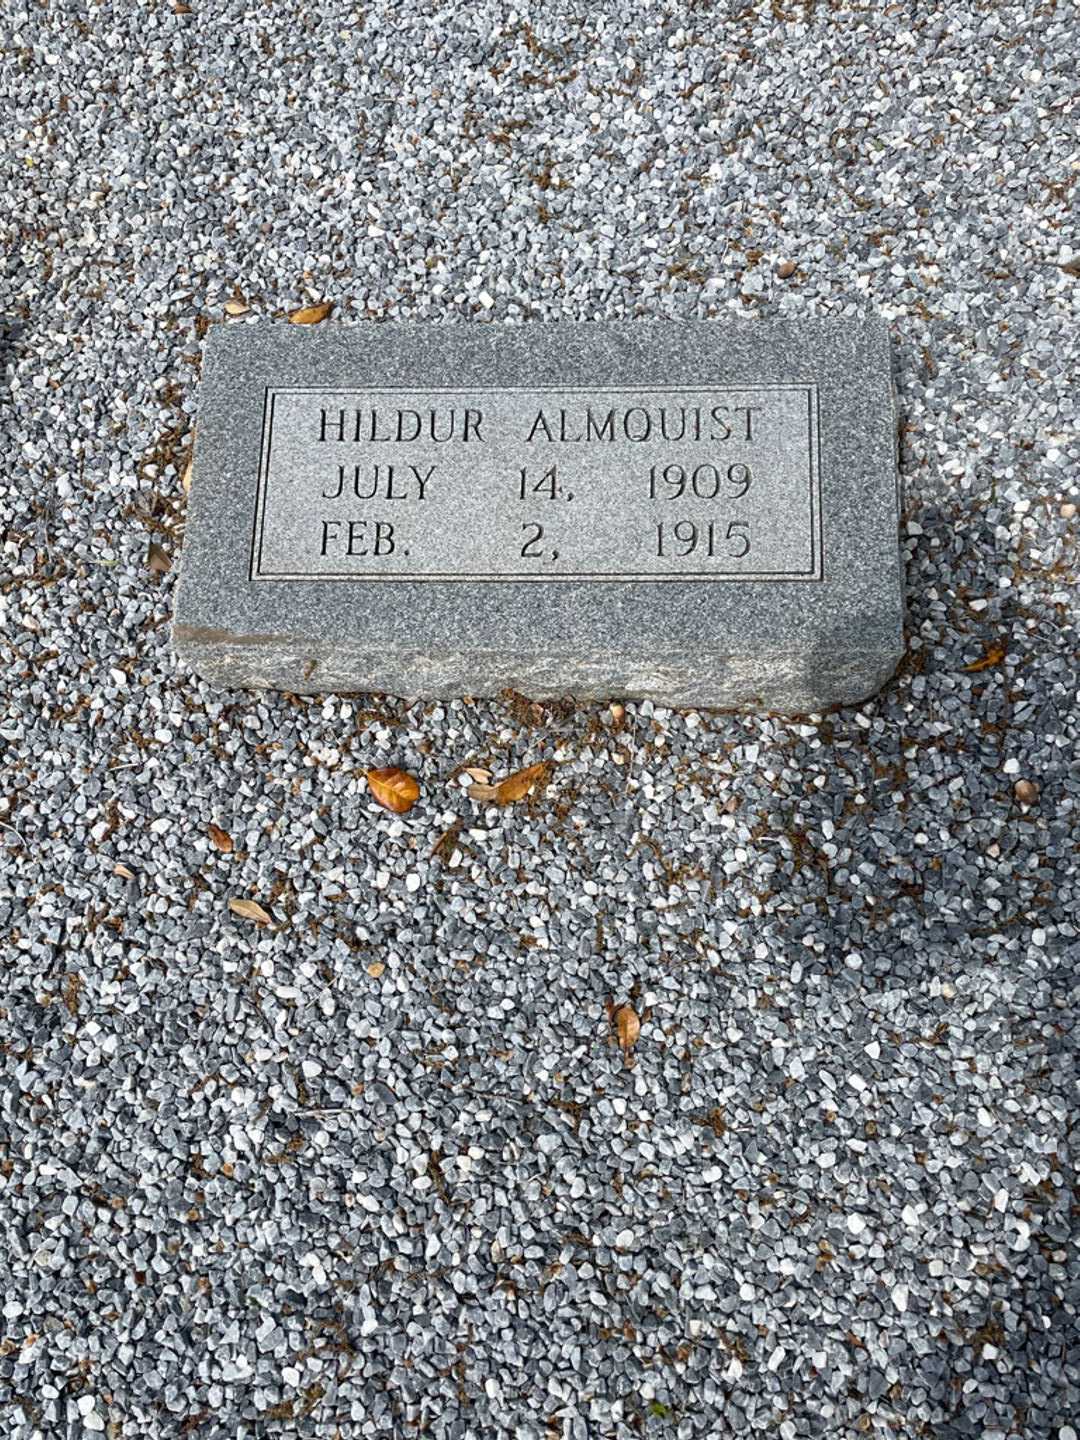 HILDUR ALMQUIST
JULY 14, 1909
FEB. 2, 1915